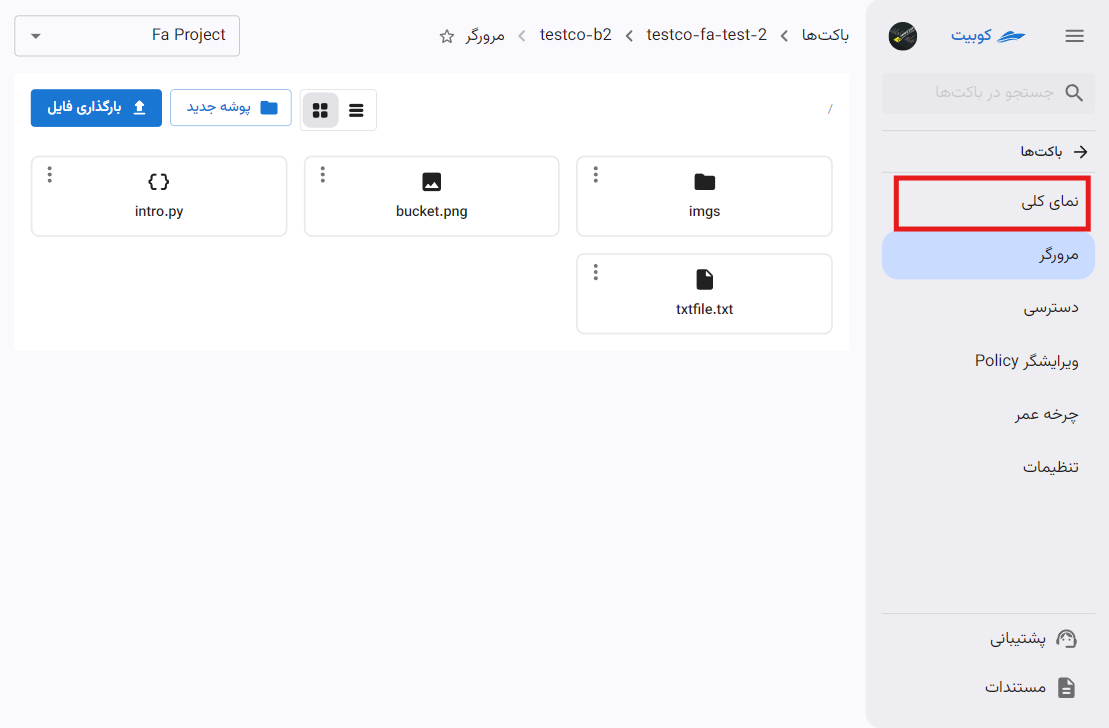 کوبیت
جستجو در باکت‌ها
باکت‌ها
نمای کلی
مرورگر
دسترسی
ویرایشگر Policy
چرخه عمر
تنظیمات
پشتیبانی
مستندات
باکت‌ها > testco-fa-test-2 > testco-b2 > مرورگر
Fa Project
/
پوشه جدید
بارگذاری فایل
imgs
bucket.png
intro.py
txtfile.txt